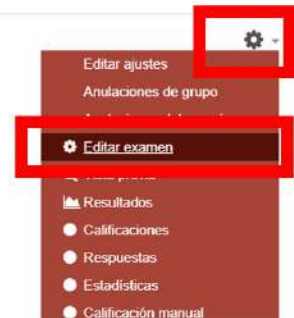 Editar ajustes
Anulaciones de grupo
Editar examen
Resultados
Calificaciones
Respuestas
Estadísticas
Calificación manual